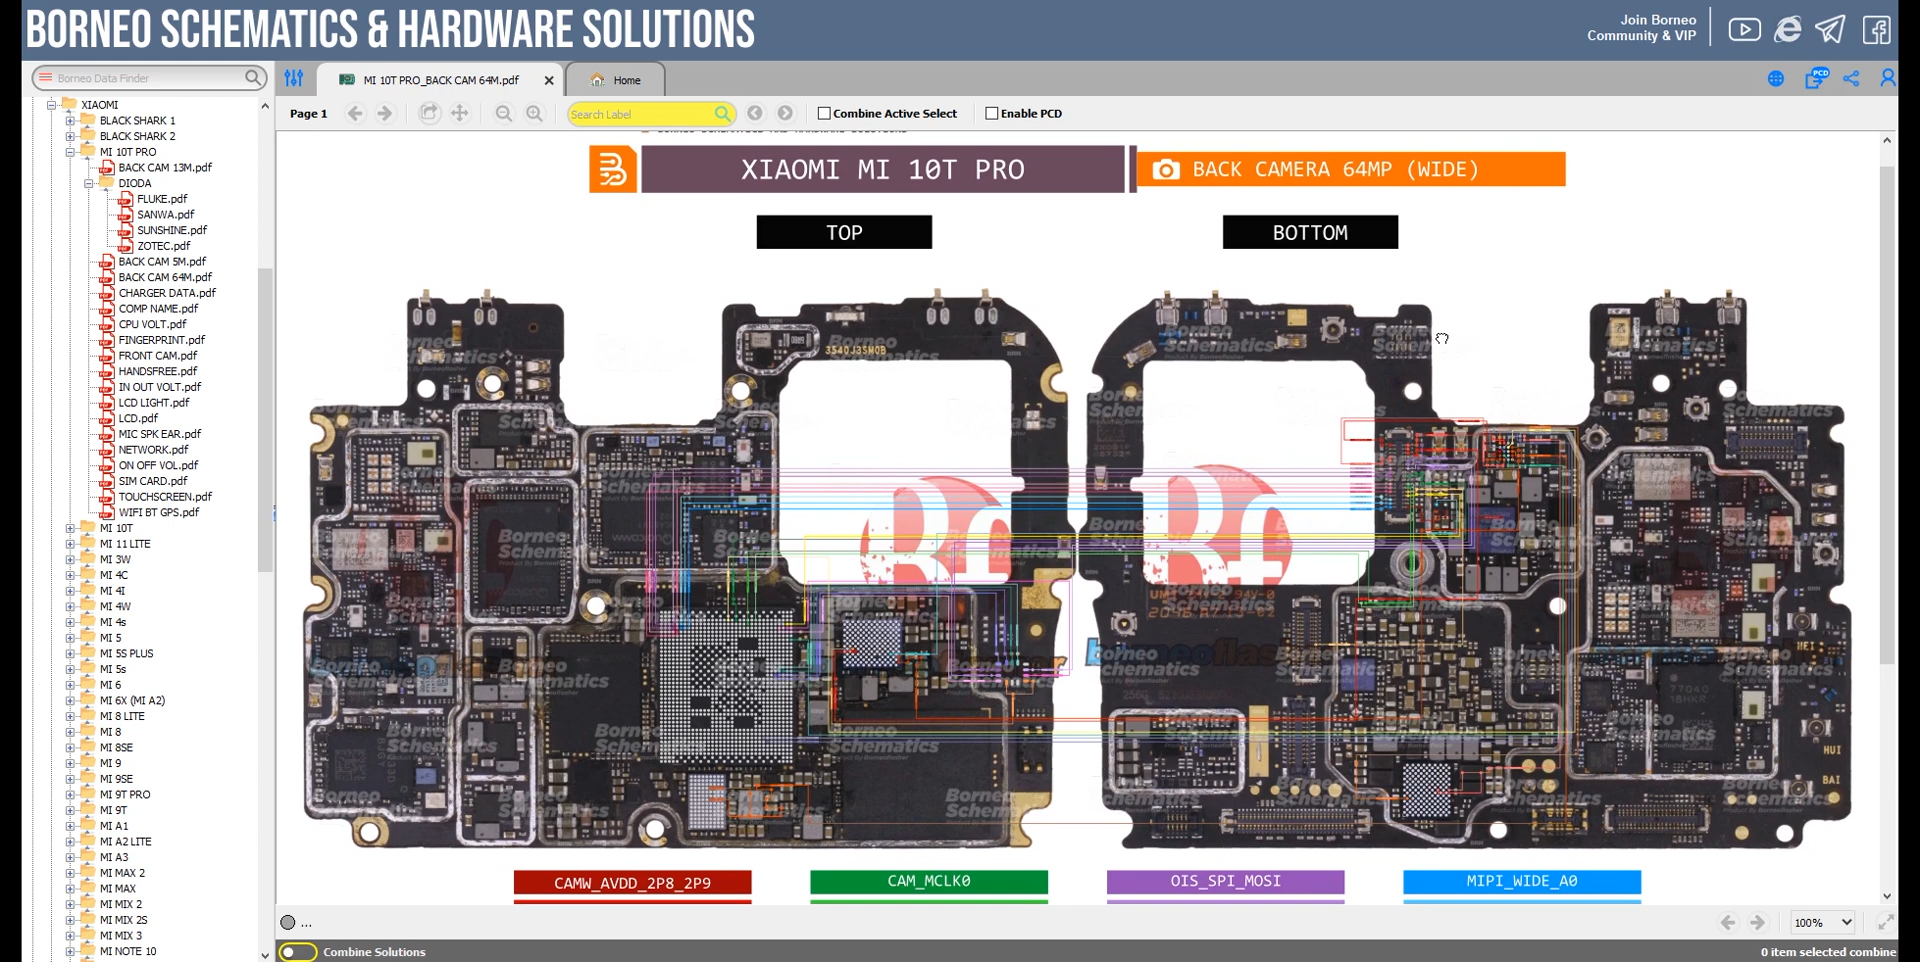 BORNEO SCHEMATICS & HARDWARE SOLUTIONS
Join Borneo
Community & VIP
Borneo Data Finder
MI 10T PRO_BACK CAM 64M.pdf
Home
PCD
Page 1
Search Label
Combine Active Select
Enable PCD
XIAOMI
BLACK SHARK 1
BLACK SHARK 2
MI 10T PRO
BACK CAM 13M.pdf
DIODA
FLUKE.pdf
SANWA.pdf
SUNSHINE.pdf
ZOTEC.pdf
BACK CAM 5M.pdf
BACK CAM 64M.pdf
CHARGER DATA.pdf
COMP NAME.pdf
CPU VOLT.pdf
FINGERPRINT.pdf
FRONT CAM.pdf
HANDSFREE.pdf
IN OUT VOLT.pdf
LCD LIGHT.pdf
LCD.pdf
MIC SPK EAR.pdf
NETWORK.pdf
ON OFF VOL.pdf
SIM CARD.pdf
TOUCHSCREEN.pdf
WIFI BT GPS.pdf
MI 10T
MI 11 LITE
MI 3W
MI 4C
MI 4I
MI 4W
MI 4s
MI 5
MI 5S PLUS
MI 5s
MI 6
MI 6X (MI A2)
MI 8 LITE
MI 8
MI 8SE
MI 9
MI 9SE
MI 9T PRO
MI 9T
MI A1
MI A2 LITE
MI A3
MI MAX 2
MI MAX
MI MIX 2
MI MIX 2S
MI MIX 3
MI NOTE 10
XIAOMI MI 10T PRO
BACK CAMERA 64MP (WIDE)
TOP
BOTTOM
3540J3SM0B
Borneo
Schematics
HUI
BAI
CAMW_AVDD_2P8_2P9
CAM_MCLK0
OIS_SPI_MOSI
MIPI_WIDE_A0
...
100%
Combine Solutions
0 item selected combine